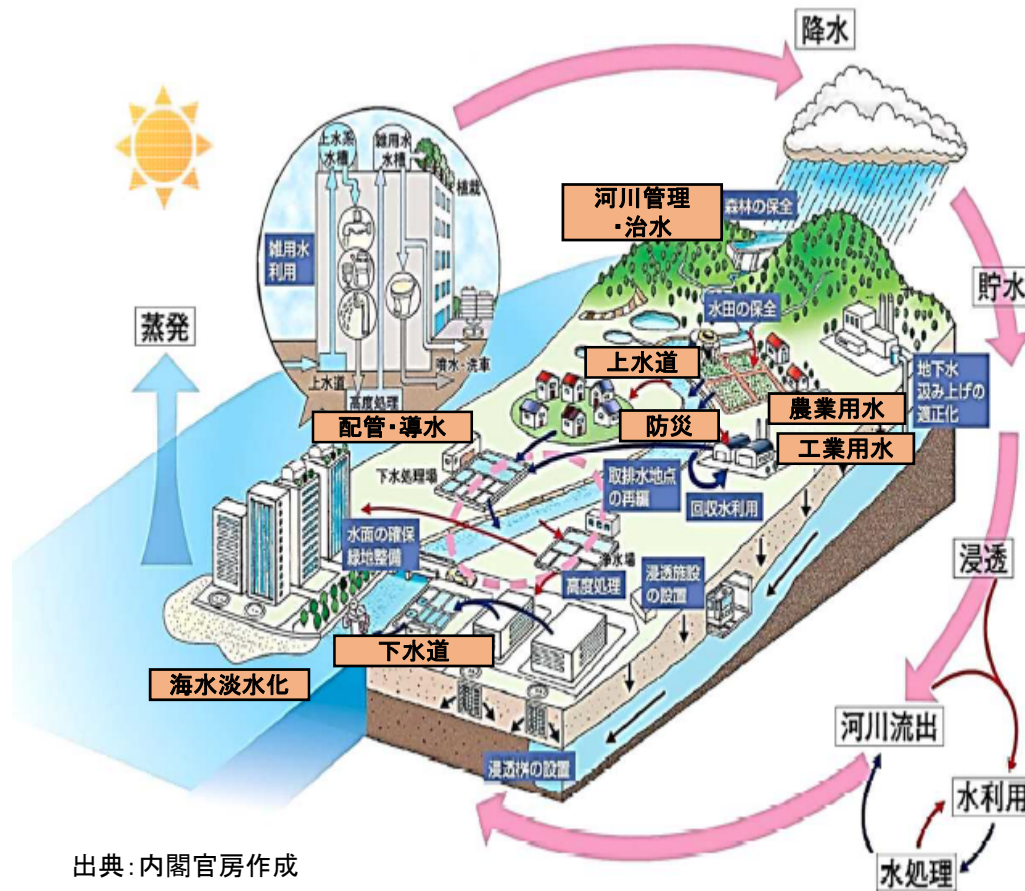 降水
上水系
水槽
雑用水
水槽
植栽
雑用水
利用
河川管理
・治水
森林の保全
貯水
水田の保全
蒸発
上水道
噴水・洗車
上水道
高度処理
地下水
汲み上げの
適正化
農業用水
配管・導水
防災
工業用水
下水処理場
取排水地点
の再編
回収水利用
水面の確保
緑地整備
浄水場
高度処理
浸透施設
の設置
浸透
下水道
海水淡水化
河川流出
浸透桝の設置
水利用
水処理
出典：内閣官房作成